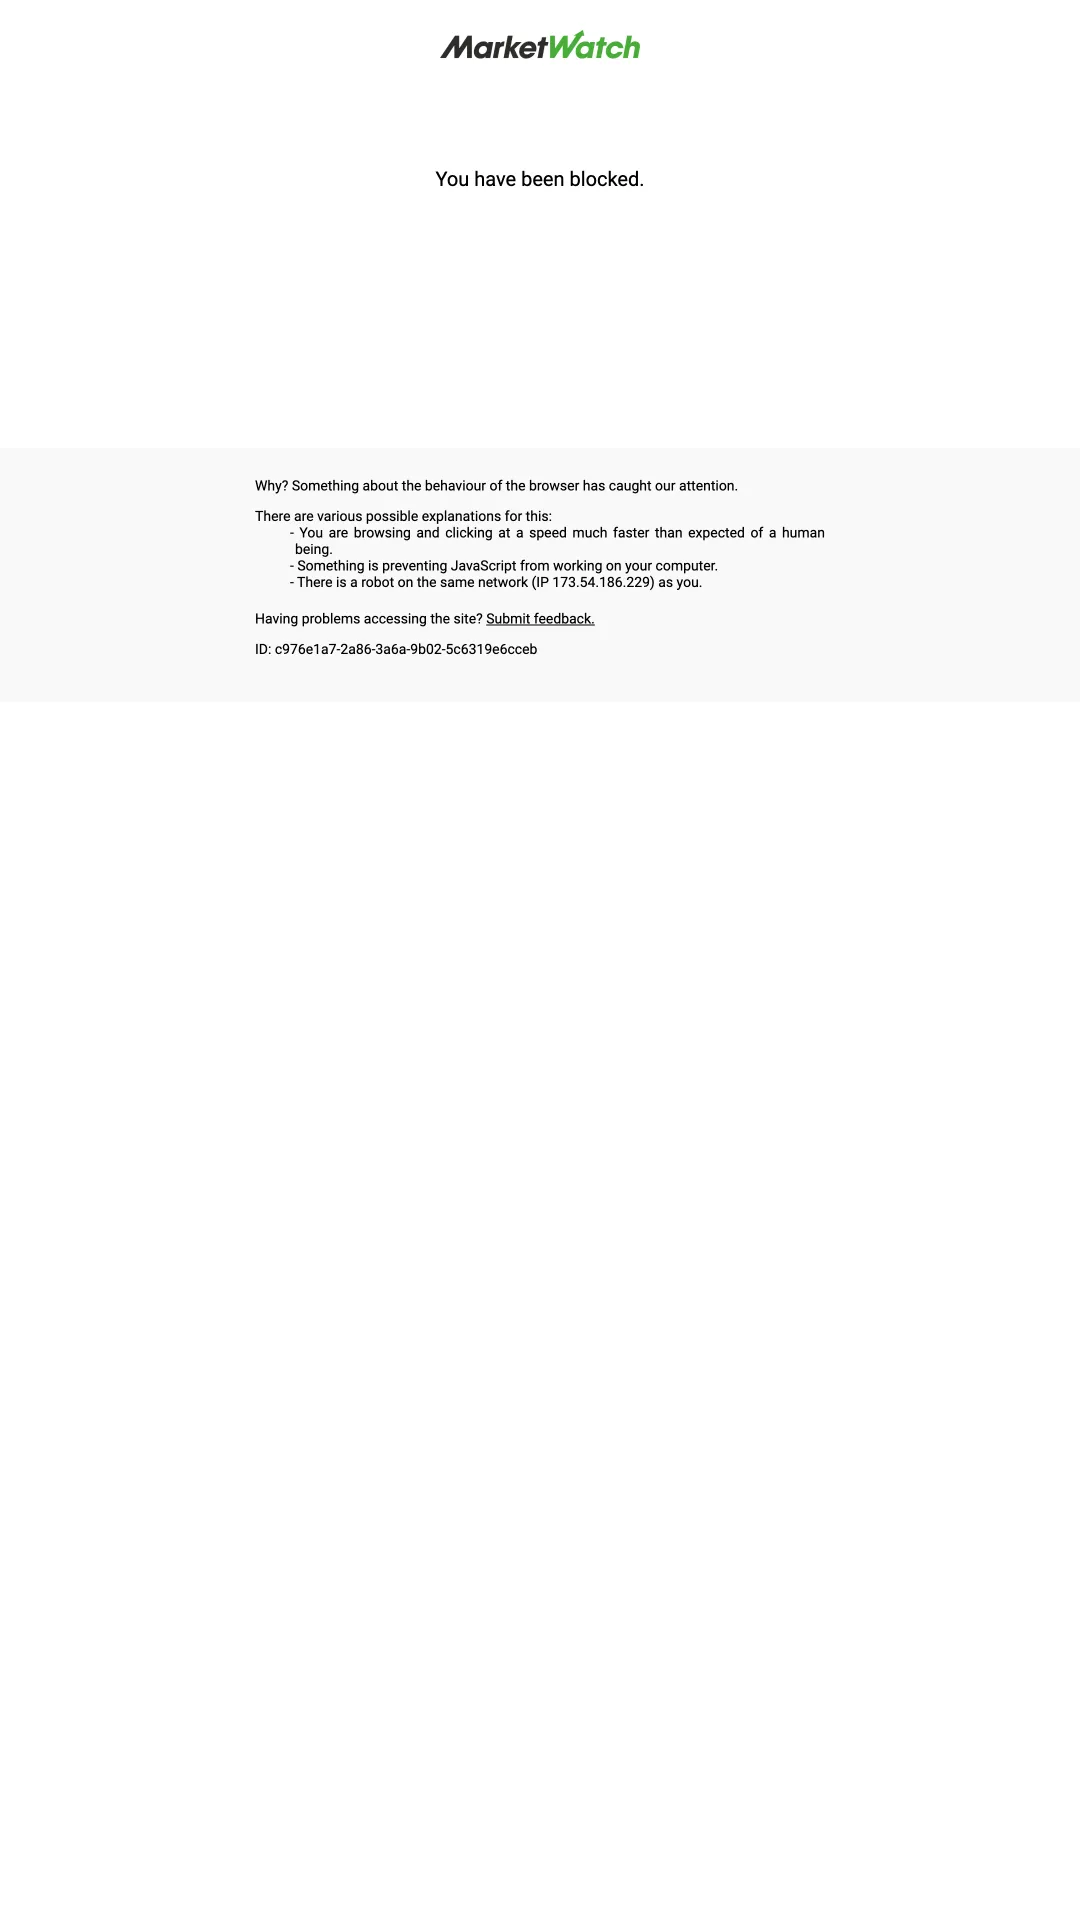 MarketWatch
You have been blocked.
Why? Something about the behaviour of the browser has caught our attention.
There are various possible explanations for this:
- You are browsing and clicking at a speed much faster than expected of a human
being.
- Something is preventing JavaScript from working on your computer.
- There is a robot on the same network (IP 173.54.186.229) as you.
Having problems accessing the site? Submit feedback.
ID: c976e1a7-2a86-3a6a-9b02-5c6319e6cceb